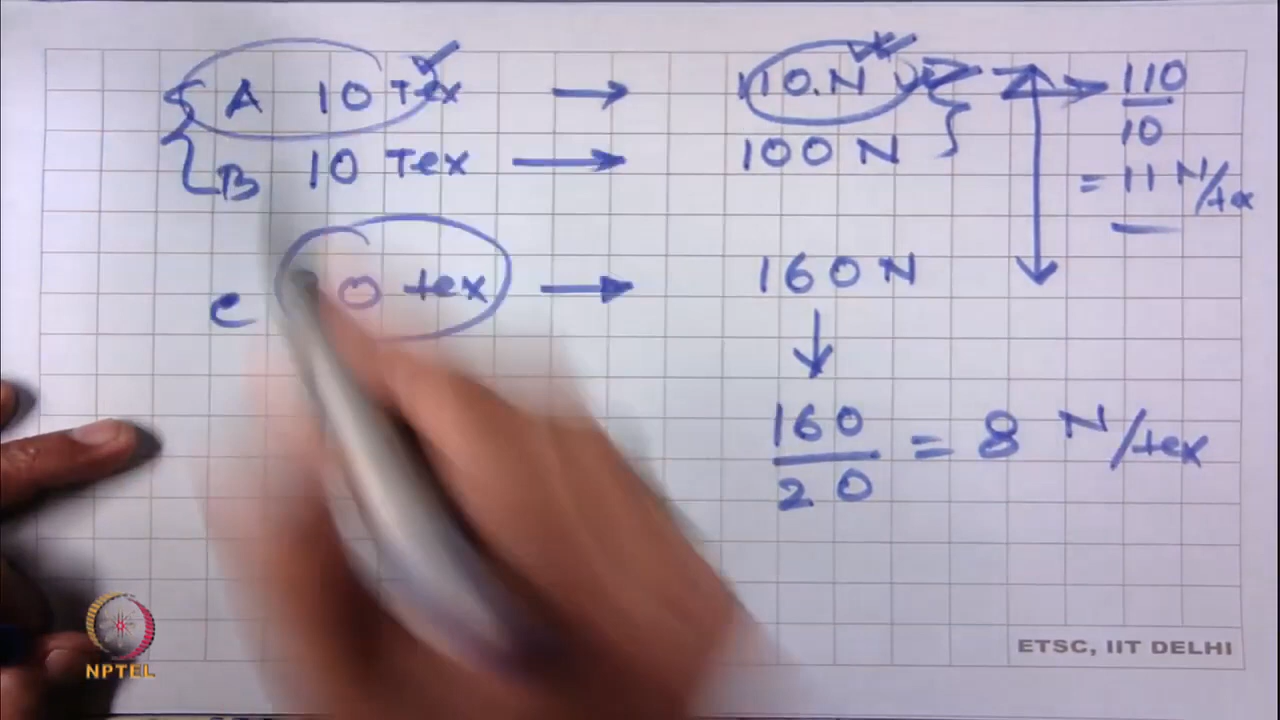 A 10 Tex → 110.N → 110/10
B 10 Tex → 100 N = 11 N/tex
c 0 tex → 160 N
↓
160/20 = 8 N/tex
NPTEL
ETSC, IIT DELHI